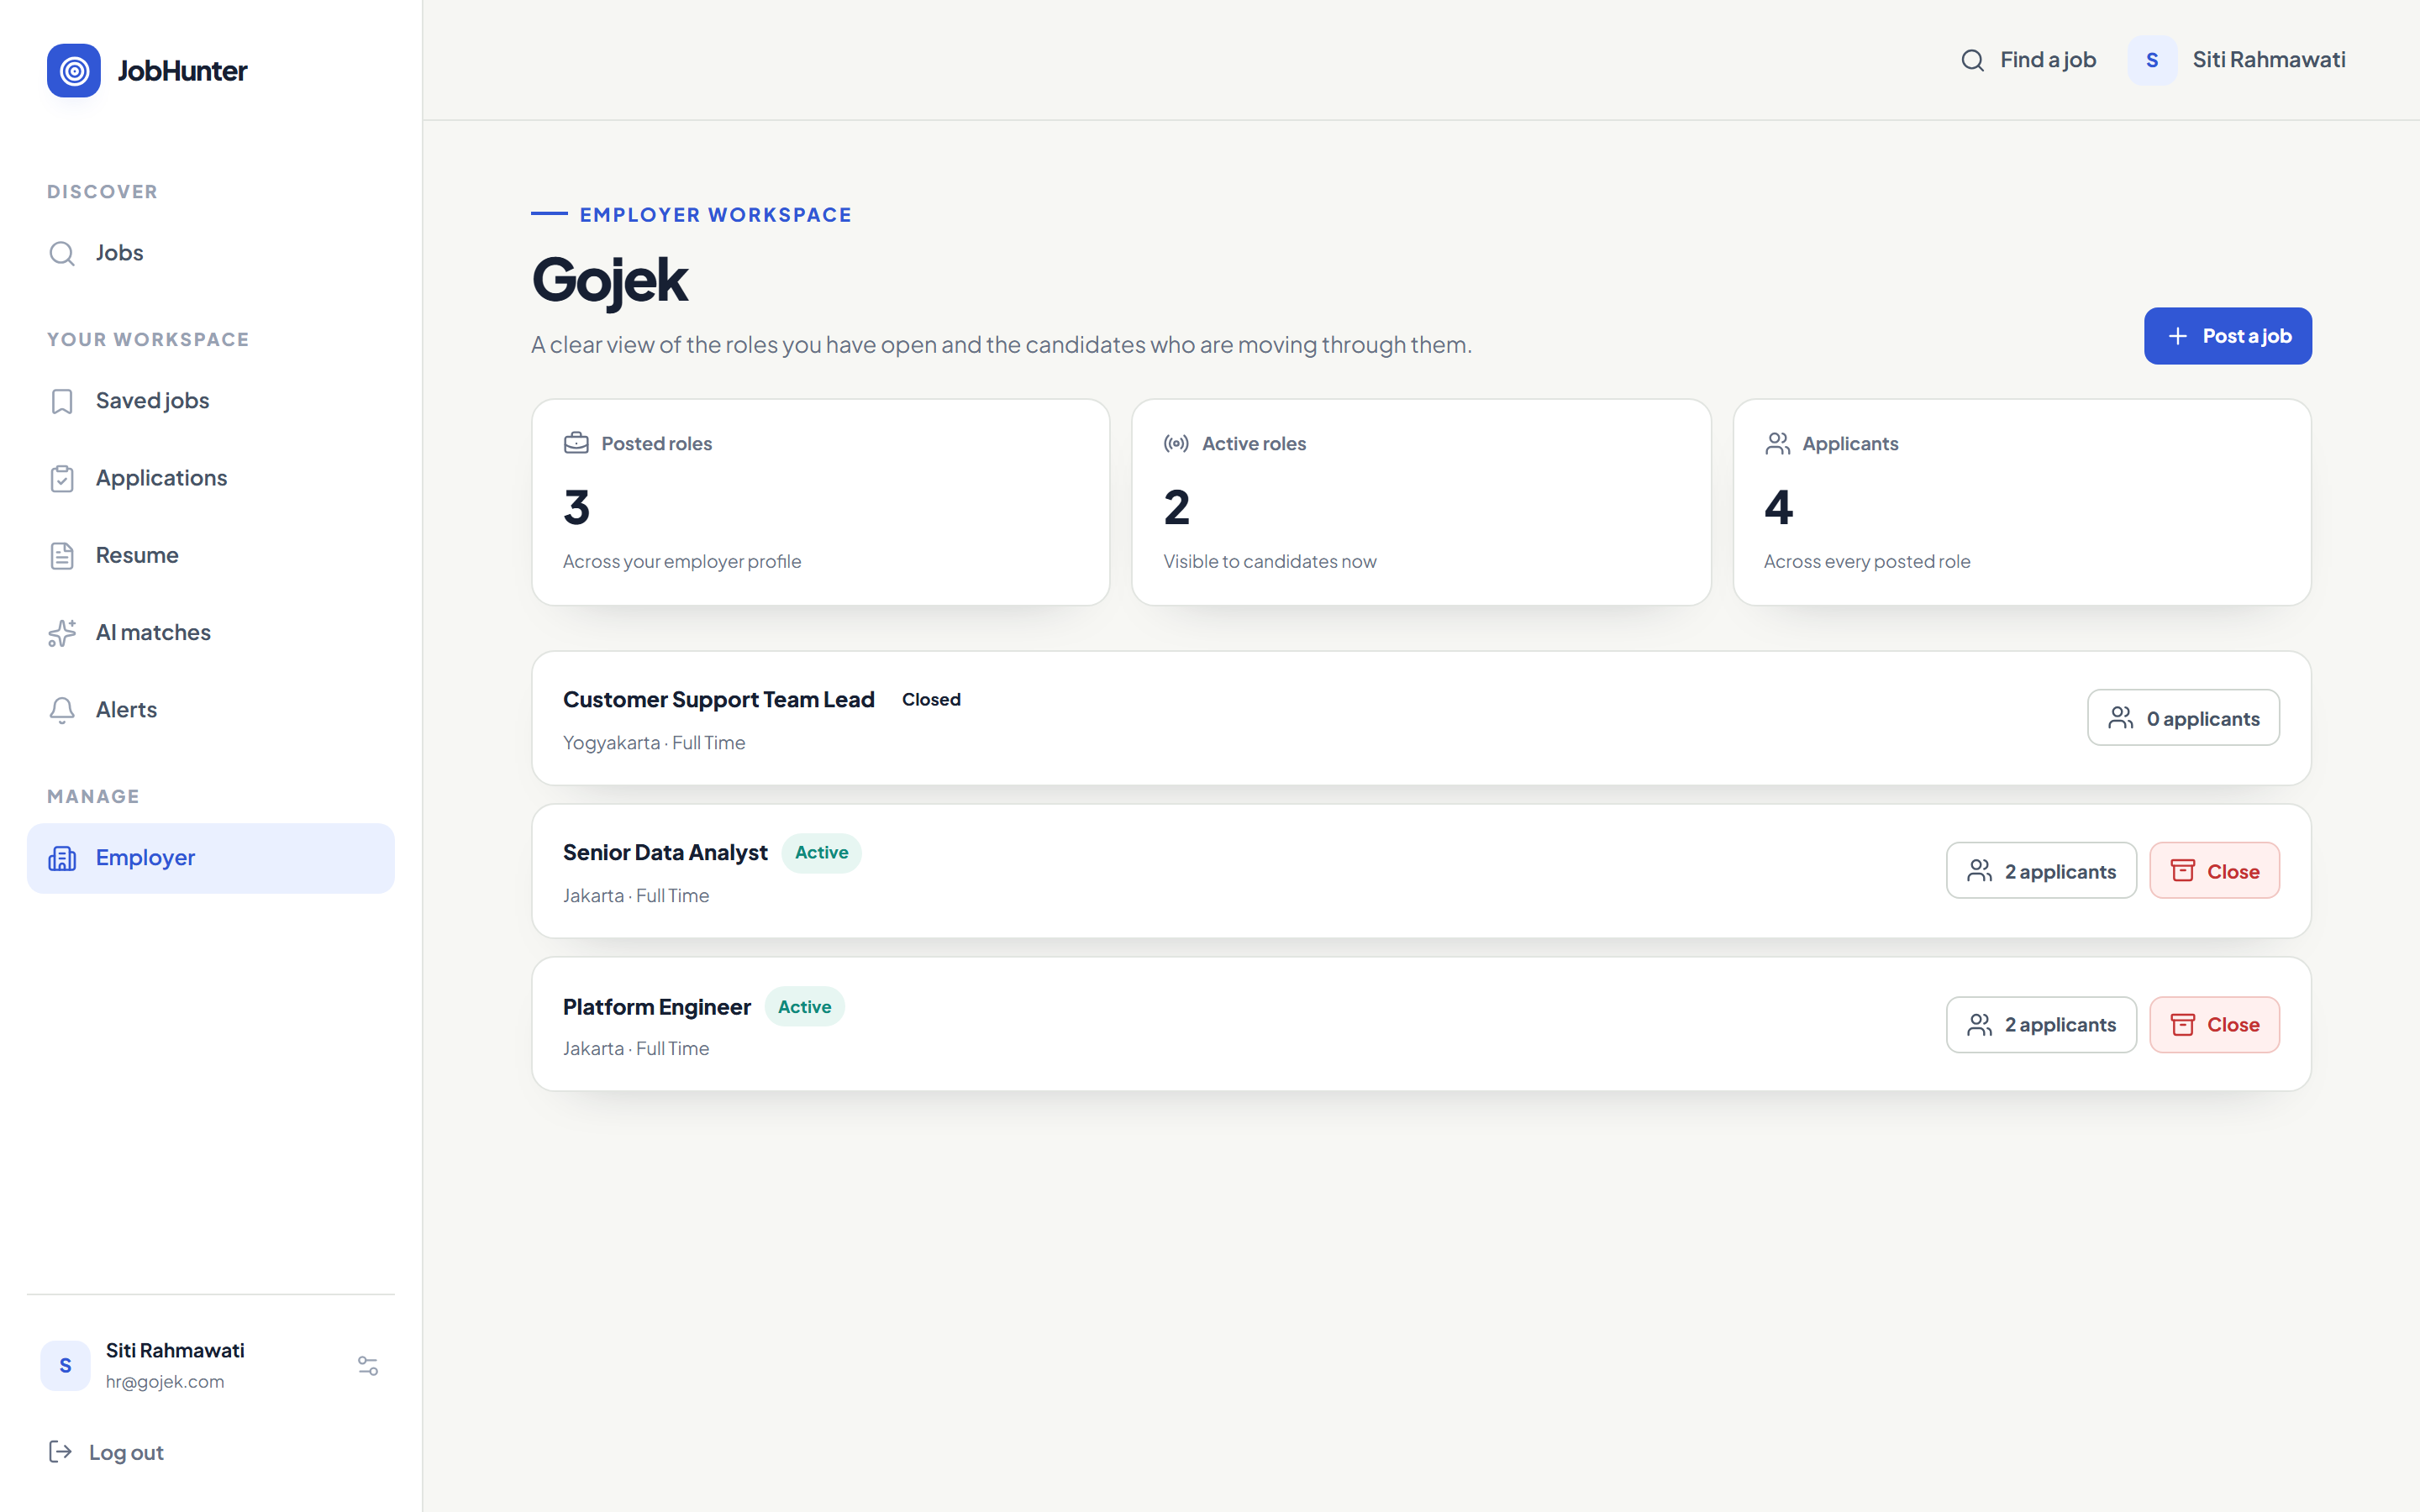 JobHunter
DISCOVER
Jobs
YOUR WORKSPACE
Saved jobs
Applications
Resume
AI matches
Alerts
MANAGE
Employer
S
Siti Rahmawati
hr@gojek.com
Log out
Find a job
S
Siti Rahmawati
EMPLOYER WORKSPACE
Gojek
A clear view of the roles you have open and the candidates who are moving through them.
Post a job
Posted roles
3
Across your employer profile
Active roles
2
Visible to candidates now
Applicants
4
Across every posted role
Customer Support Team Lead
Closed
Yogyakarta · Full Time
0 applicants
Senior Data Analyst
Active
Jakarta · Full Time
2 applicants
Close
Platform Engineer
Active
Jakarta · Full Time
2 applicants
Close